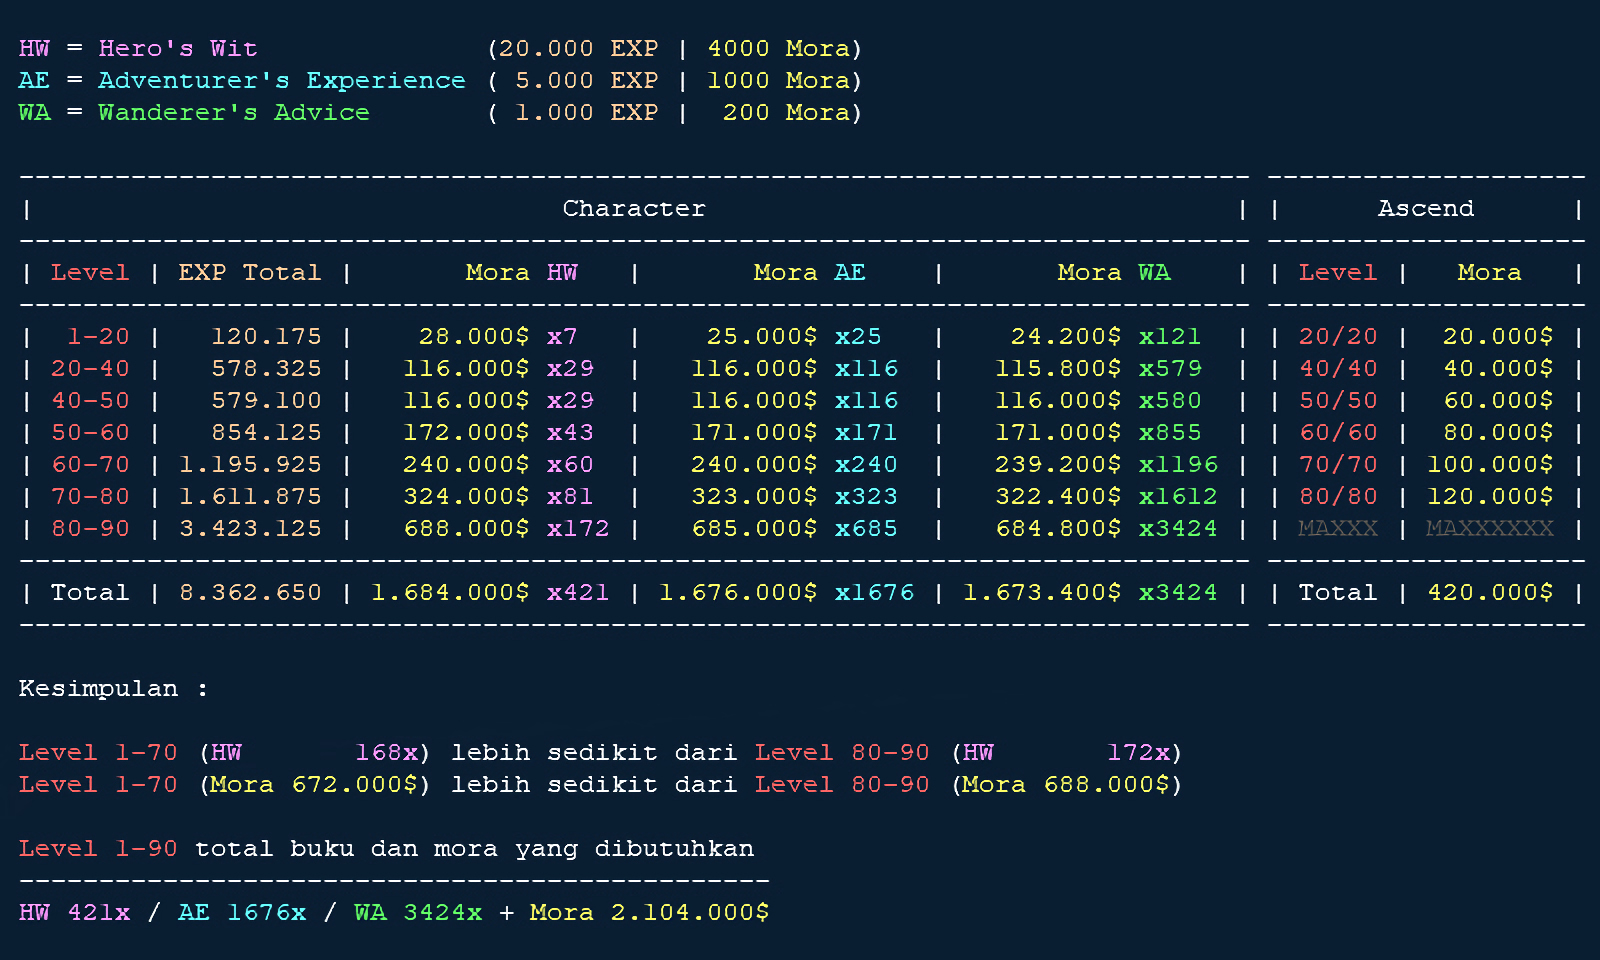 HW = Hero's Wit (20.000 EXP | 4000 Mora)
AE = Adventurer's Experience ( 5.000 EXP | 1000 Mora)
WA = Wanderer's Advice ( 1.000 EXP | 200 Mora)
| Character | | Ascend |
| Level | EXP Total | Mora HW | Mora AE | Mora WA | | Level | Mora |
| 1-20 | 120.175 | 28.000$ x7 | 25.000$ x25 | 24.200$ x121 | | 20/20 | 20.000$ |
| 20-40 | 578.325 | 116.000$ x29 | 116.000$ x116 | 115.800$ x579 | | 40/40 | 40.000$ |
| 40-50 | 579.100 | 116.000$ x29 | 116.000$ x116 | 116.000$ x580 | | 50/50 | 60.000$ |
| 50-60 | 854.125 | 172.000$ x43 | 171.000$ x171 | 171.000$ x855 | | 60/60 | 80.000$ |
| 60-70 | 1.195.925 | 240.000$ x60 | 240.000$ x240 | 239.200$ x1196 | | 70/70 | 100.000$ |
| 70-80 | 1.611.875 | 324.000$ x81 | 323.000$ x323 | 322.400$ x1612 | | 80/80 | 120.000$ |
| 80-90 | 3.423.125 | 688.000$ x172 | 685.000$ x685 | 684.800$ x3424 | | MAXXX | MAXXXXXX |
| Total | 8.362.650 | 1.684.000$ x421 | 1.676.000$ x1676 | 1.673.400$ x3424 | | Total | 420.000$ |
Kesimpulan :
Level 1-70 (HW 168x) lebih sedikit dari Level 80-90 (HW 172x)
Level 1-70 (Mora 672.000$) lebih sedikit dari Level 80-90 (Mora 688.000$)
Level 1-90 total buku dan mora yang dibutuhkan
HW 421x / AE 1676x / WA 3424x + Mora 2.104.000$